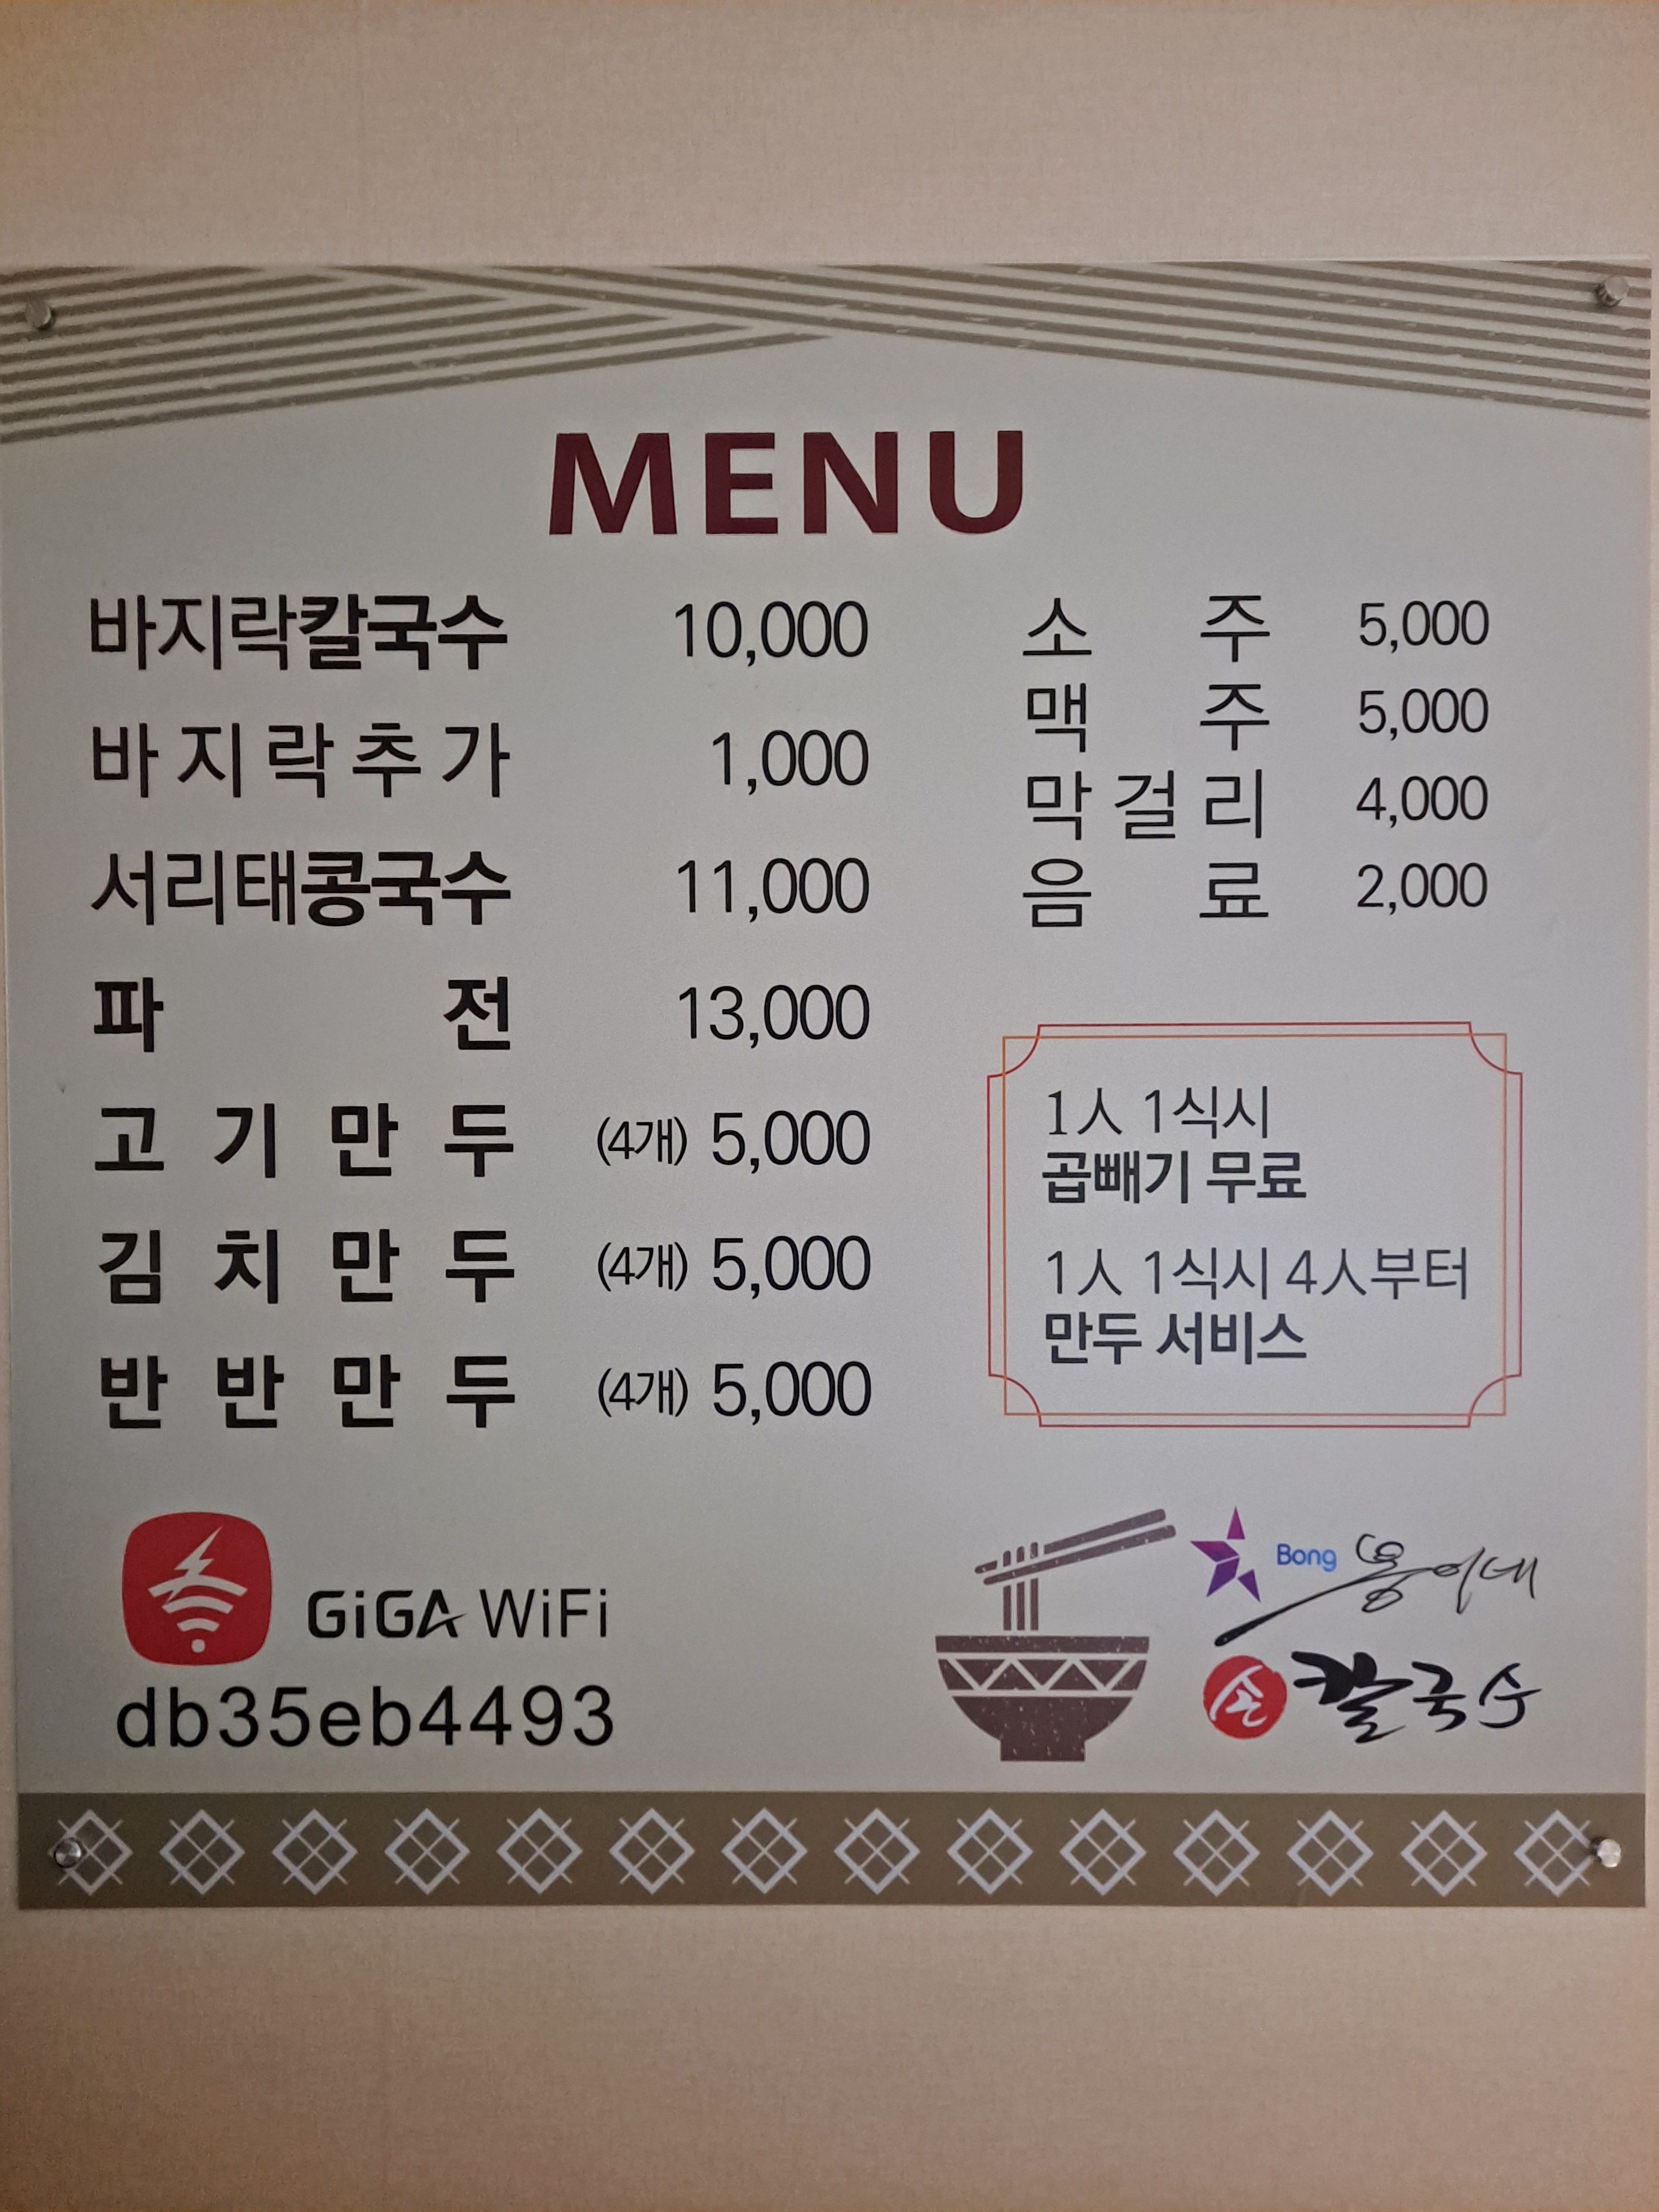 MENU
바지락칼국수 10,000
바지락추가 1,000
서리태콩국수 11,000
파전 13,000
고기만두 (4개) 5,000
김치만두 (4개) 5,000
반반만두 (4개) 5,000
소주 5,000
맥주 5,000
막걸리 4,000
음료 2,000
1人 1식시
곱빼기 무료
1人 1식시 4人부터
만두 서비스
GiGA WiFi
db35eb4493
Bong 봉이네
손칼국수